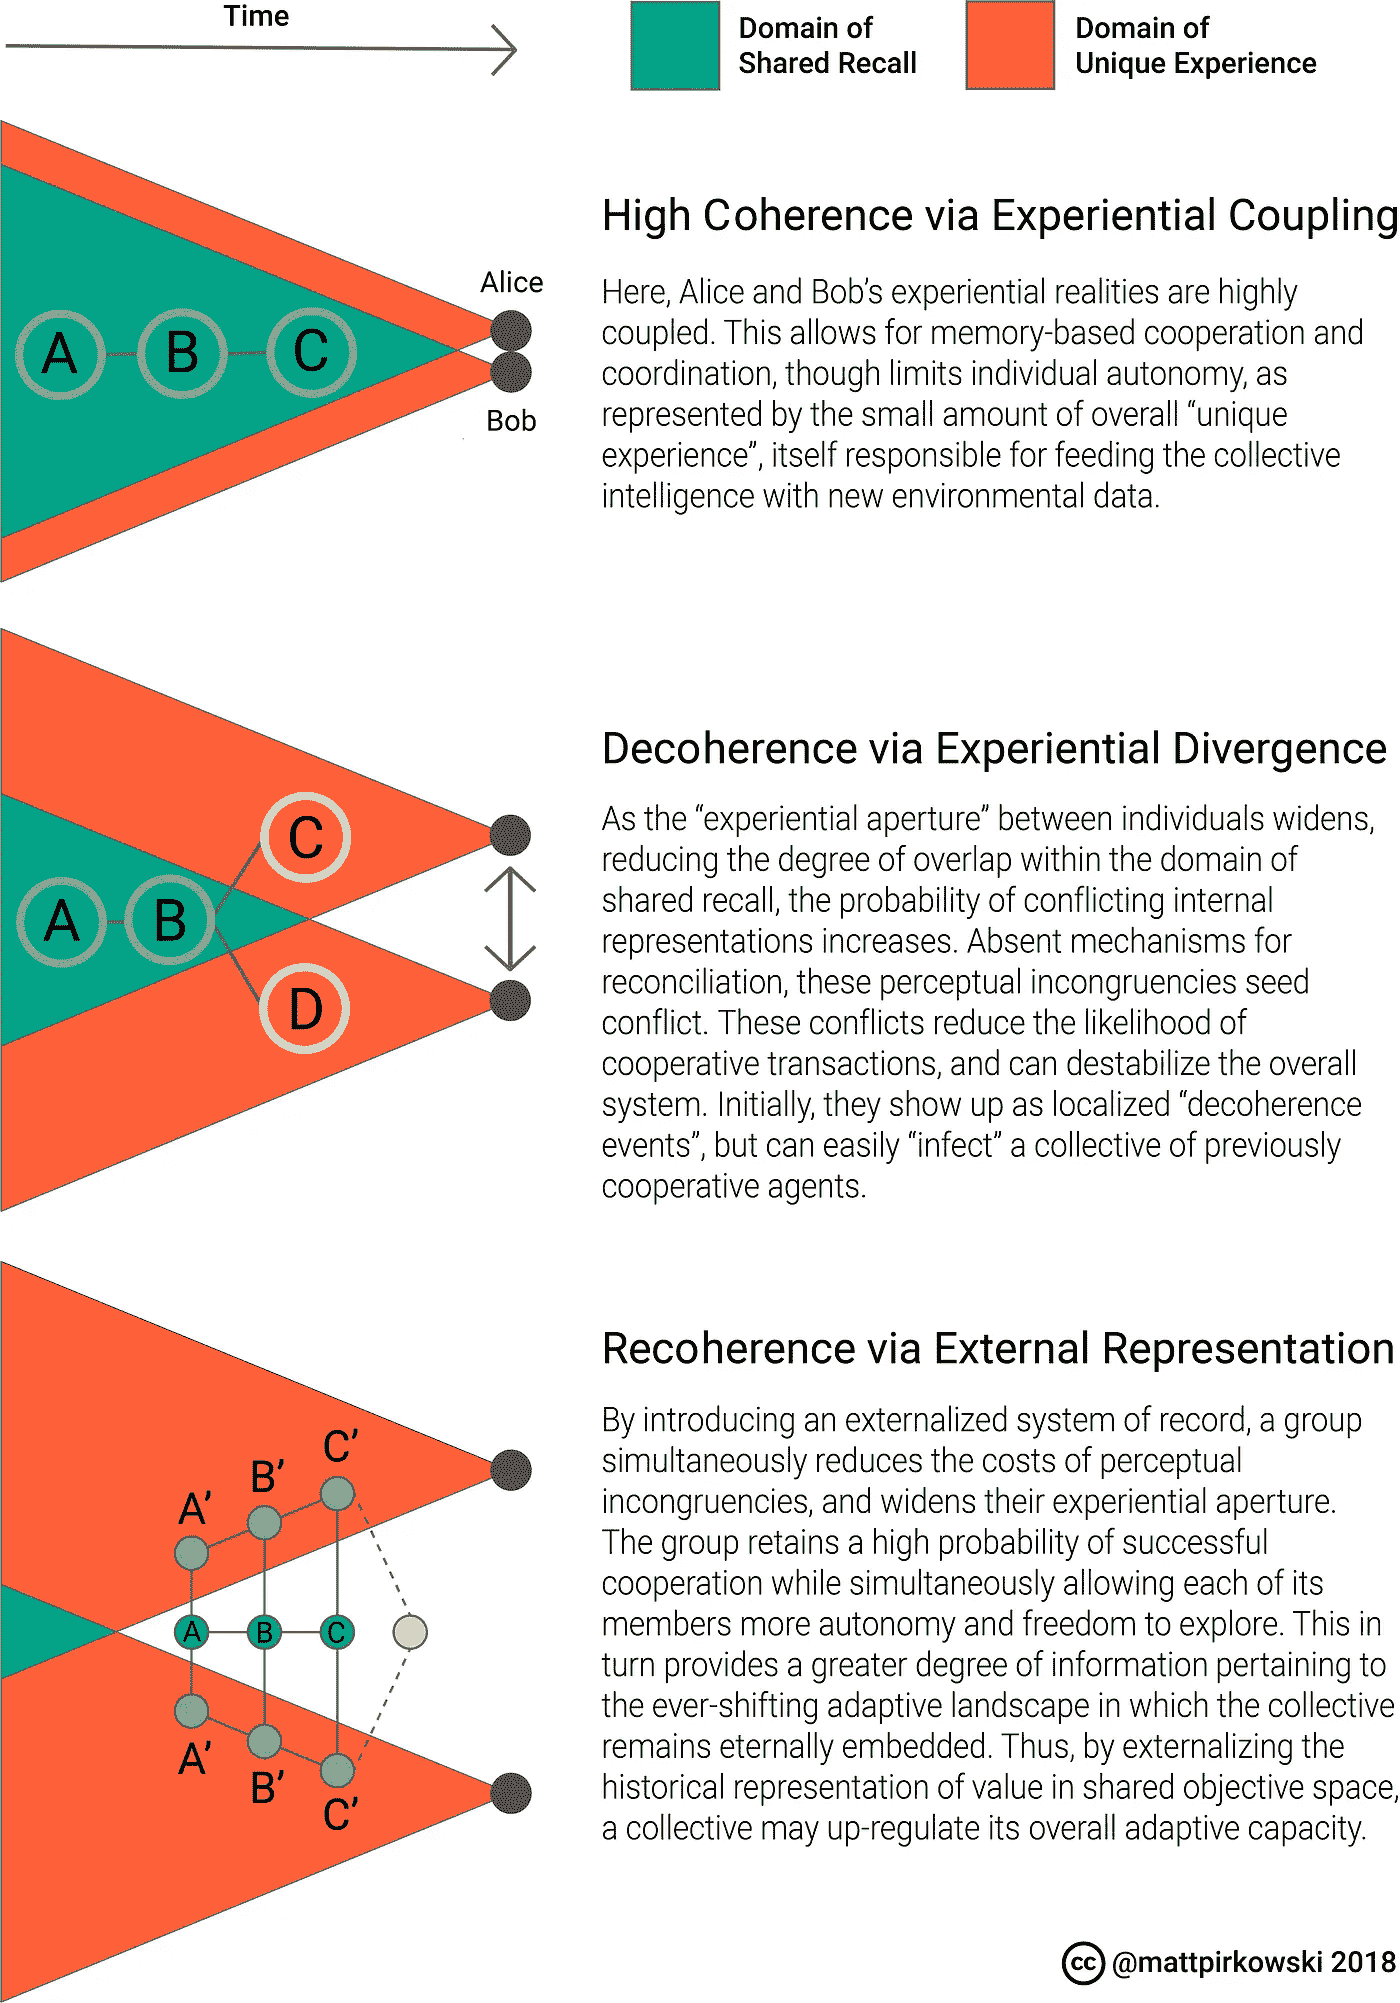 Time
Domain of
Shared Recall
Domain of
Unique Experience
High Coherence via Experiential Coupling
Alice
Bob
A
B
C
Here, Alice and Bob’s experiential realities are highly
coupled. This allows for memory-based cooperation and
coordination, though limits individual autonomy, as
represented by the small amount of overall “unique
experience”, itself responsible for feeding the collective
intelligence with new environmental data.
Decoherence via Experiential Divergence
A
B
C
D
As the “experiential aperture” between individuals widens,
reducing the degree of overlap within the domain of
shared recall, the probability of conflicting internal
representations increases. Absent mechanisms for
reconciliation, these perceptual incongruencies seed
conflict. These conflicts reduce the likelihood of
cooperative transactions, and can destabilize the overall
system. Initially, they show up as localized “decoherence
events”, but can easily “infect” a collective of previously
cooperative agents.
Recoherence via External Representation
A’
B’
C’
A
B
C
A’
B’
C’
By introducing an externalized system of record, a group
simultaneously reduces the costs of perceptual
incongruencies, and widens their experiential aperture.
The group retains a high probability of successful
cooperation while simultaneously allowing each of its
members more autonomy and freedom to explore. This in
turn provides a greater degree of information pertaining to
the ever-shifting adaptive landscape in which the collective
remains eternally embedded. Thus, by externalizing the
historical representation of value in shared objective space,
a collective may up-regulate its overall adaptive capacity.
cc @mattpirkowski 2018